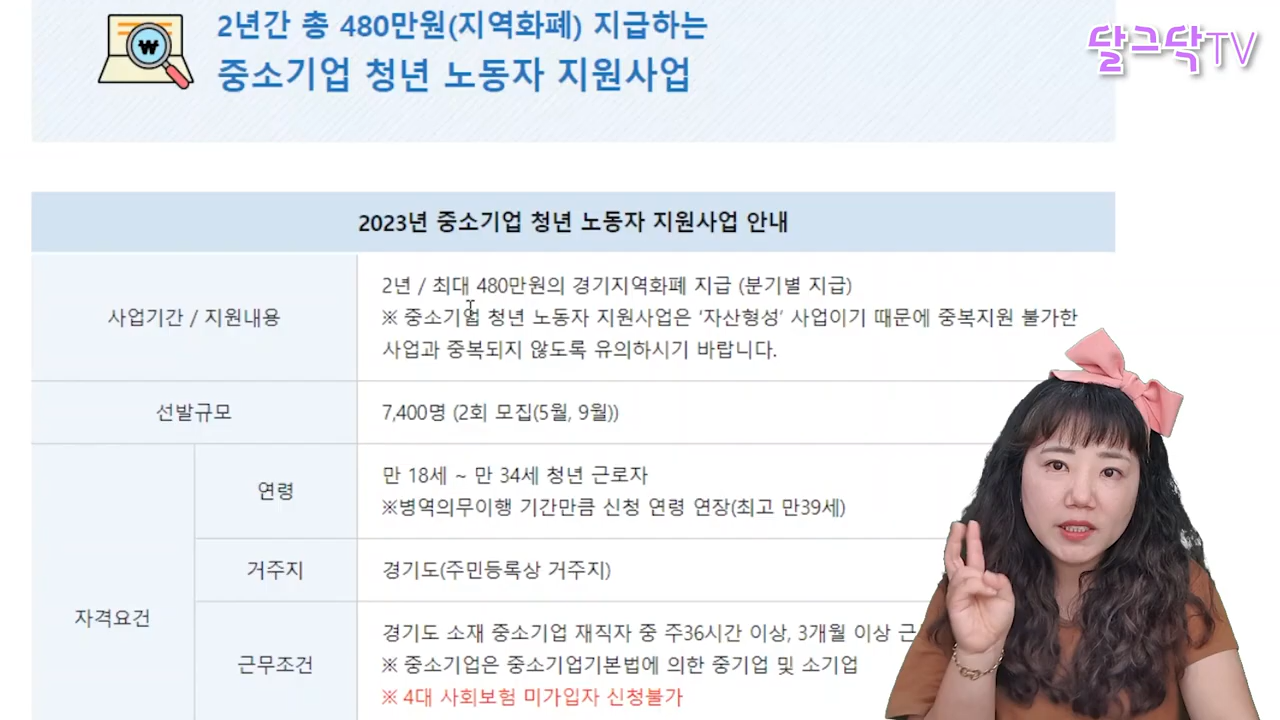 2년간 총 480만원(지역화폐) 지급하는
중소기업 청년 노동자 지원사업
달그닥TV
₩
2023년 중소기업 청년 노동자 지원사업 안내
사업기간 / 지원내용
2년 / 최대 480만원의 경기지역화폐 지급 (분기별 지급)
※ 중소기업 청년 노동자 지원사업은 '자산형성' 사업이기 때문에 중복지원 불가한
사업과 중복되지 않도록 유의하시기 바랍니다.
선발규모
7,400명 (2회 모집(5월, 9월))
자격요건
연령
만 18세 ~ 만 34세 청년 근로자
※병역의무이행 기간만큼 신청 연령 연장(최고 만39세)
거주지
경기도(주민등록상 거주지)
근무조건
경기도 소재 중소기업 재직자 중 주36시간 이상, 3개월 이상
※ 중소기업은 중소기업기본법에 의한 중기업 및 소기업
※ 4대 사회보험 미가입자 신청불가